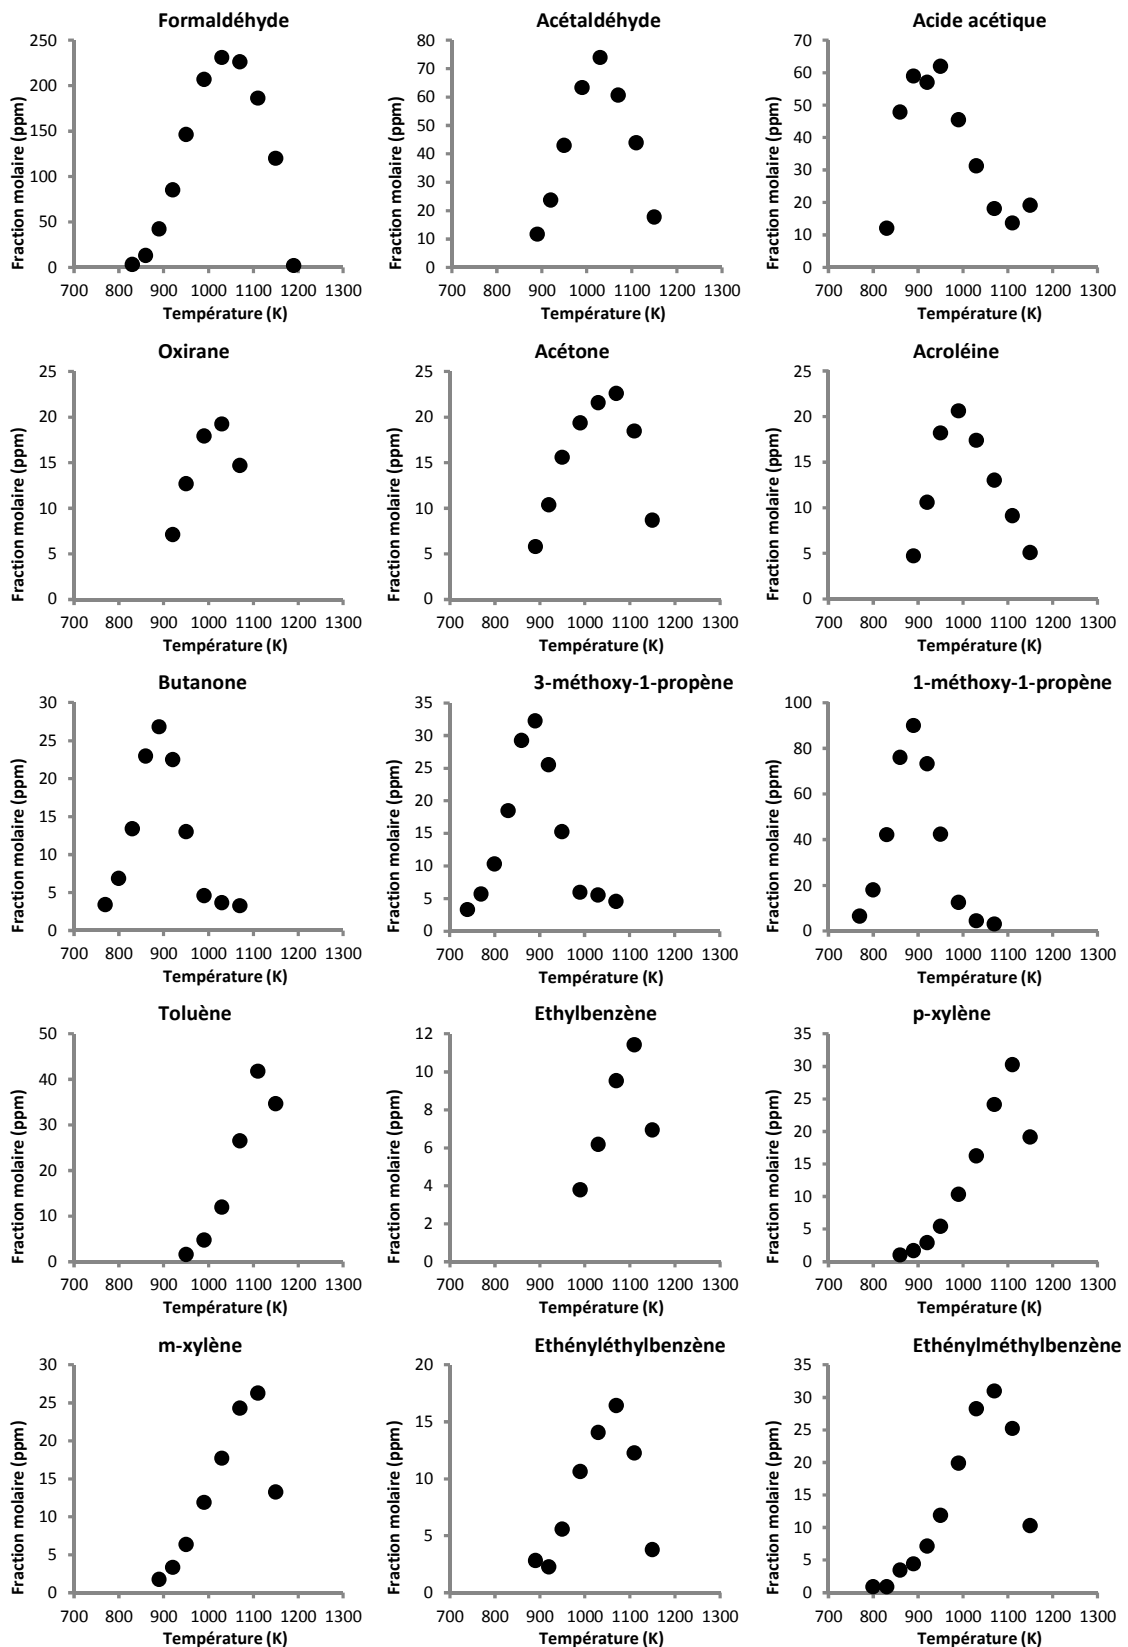 Formaldéhyde
Fraction molaire (ppm)
250
200
150
100
50
0
700 800 900 1000 1100 1200 1300
Température (K)
Acétaldéhyde
Fraction molaire (ppm)
80
70
60
50
40
30
20
10
0
700 800 900 1000 1100 1200 1300
Température (K)
Acide acétique
Fraction molaire (ppm)
70
60
50
40
30
20
10
0
700 800 900 1000 1100 1200 1300
Température (K)
Oxirane
Fraction molaire (ppm)
25
20
15
10
5
0
700 800 900 1000 1100 1200 1300
Température (K)
Acétone
Fraction molaire (ppm)
25
20
15
10
5
0
700 800 900 1000 1100 1200 1300
Température (K)
Acroléine
Fraction molaire (ppm)
25
20
15
10
5
0
700 800 900 1000 1100 1200 1300
Température (K)
Butanone
Fraction molaire (ppm)
30
25
20
15
10
5
0
700 800 900 1000 1100 1200 1300
Température (K)
3-méthoxy-1-propène
Fraction molaire (ppm)
35
30
25
20
15
10
5
0
700 800 900 1000 1100 1200 1300
Température (K)
1-méthoxy-1-propène
Fraction molaire (ppm)
100
80
60
40
20
0
700 800 900 1000 1100 1200 1300
Température (K)
Toluène
Fraction molaire (ppm)
50
40
30
20
10
0
700 800 900 1000 1100 1200 1300
Température (K)
Ethylbenzène
Fraction molaire (ppm)
12
10
8
6
4
2
0
700 800 900 1000 1100 1200 1300
Température (K)
p-xylène
Fraction molaire (ppm)
35
30
25
20
15
10
5
0
700 800 900 1000 1100 1200 1300
Température (K)
m-xylène
Fraction molaire (ppm)
30
25
20
15
10
5
0
700 800 900 1000 1100 1200 1300
Température (K)
Ethényléthylbenzène
Fraction molaire (ppm)
20
15
10
5
0
700 800 900 1000 1100 1200 1300
Température (K)
Ethénylméthylbenzène
Fraction molaire (ppm)
35
30
25
20
15
10
5
0
700 800 900 1000 1100 1200 1300
Température (K)